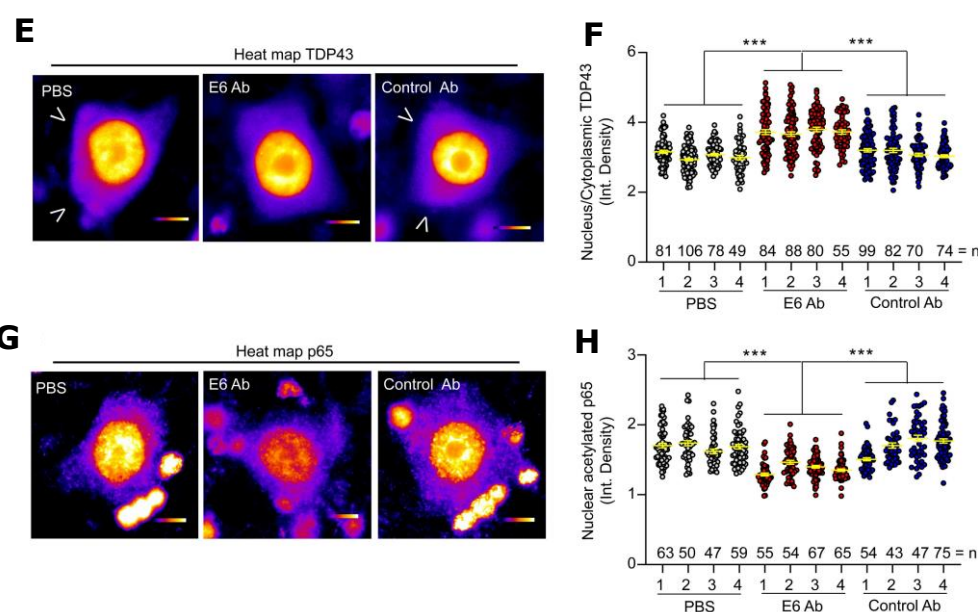 E
Heat map TDP43
PBS
E6 Ab
Control Ab
F
*** ***
Nucleus/Cytoplasmic TDP43
(Int. Density)
6
4
2
0
81 106 78 49 84 88 80 55 99 82 70 74 = n
1 2 3 4 1 2 3 4 1 2 3 4
PBS E6 Ab Control Ab
G
Heat map p65
PBS
E6 Ab
Control Ab
H
*** ***
Nuclear acetylated p65
(Int. Density)
3
2
1
0
63 50 47 59 55 54 67 65 54 43 47 75 = n
1 2 3 4 1 2 3 4 1 2 3 4
PBS E6 Ab Control Ab